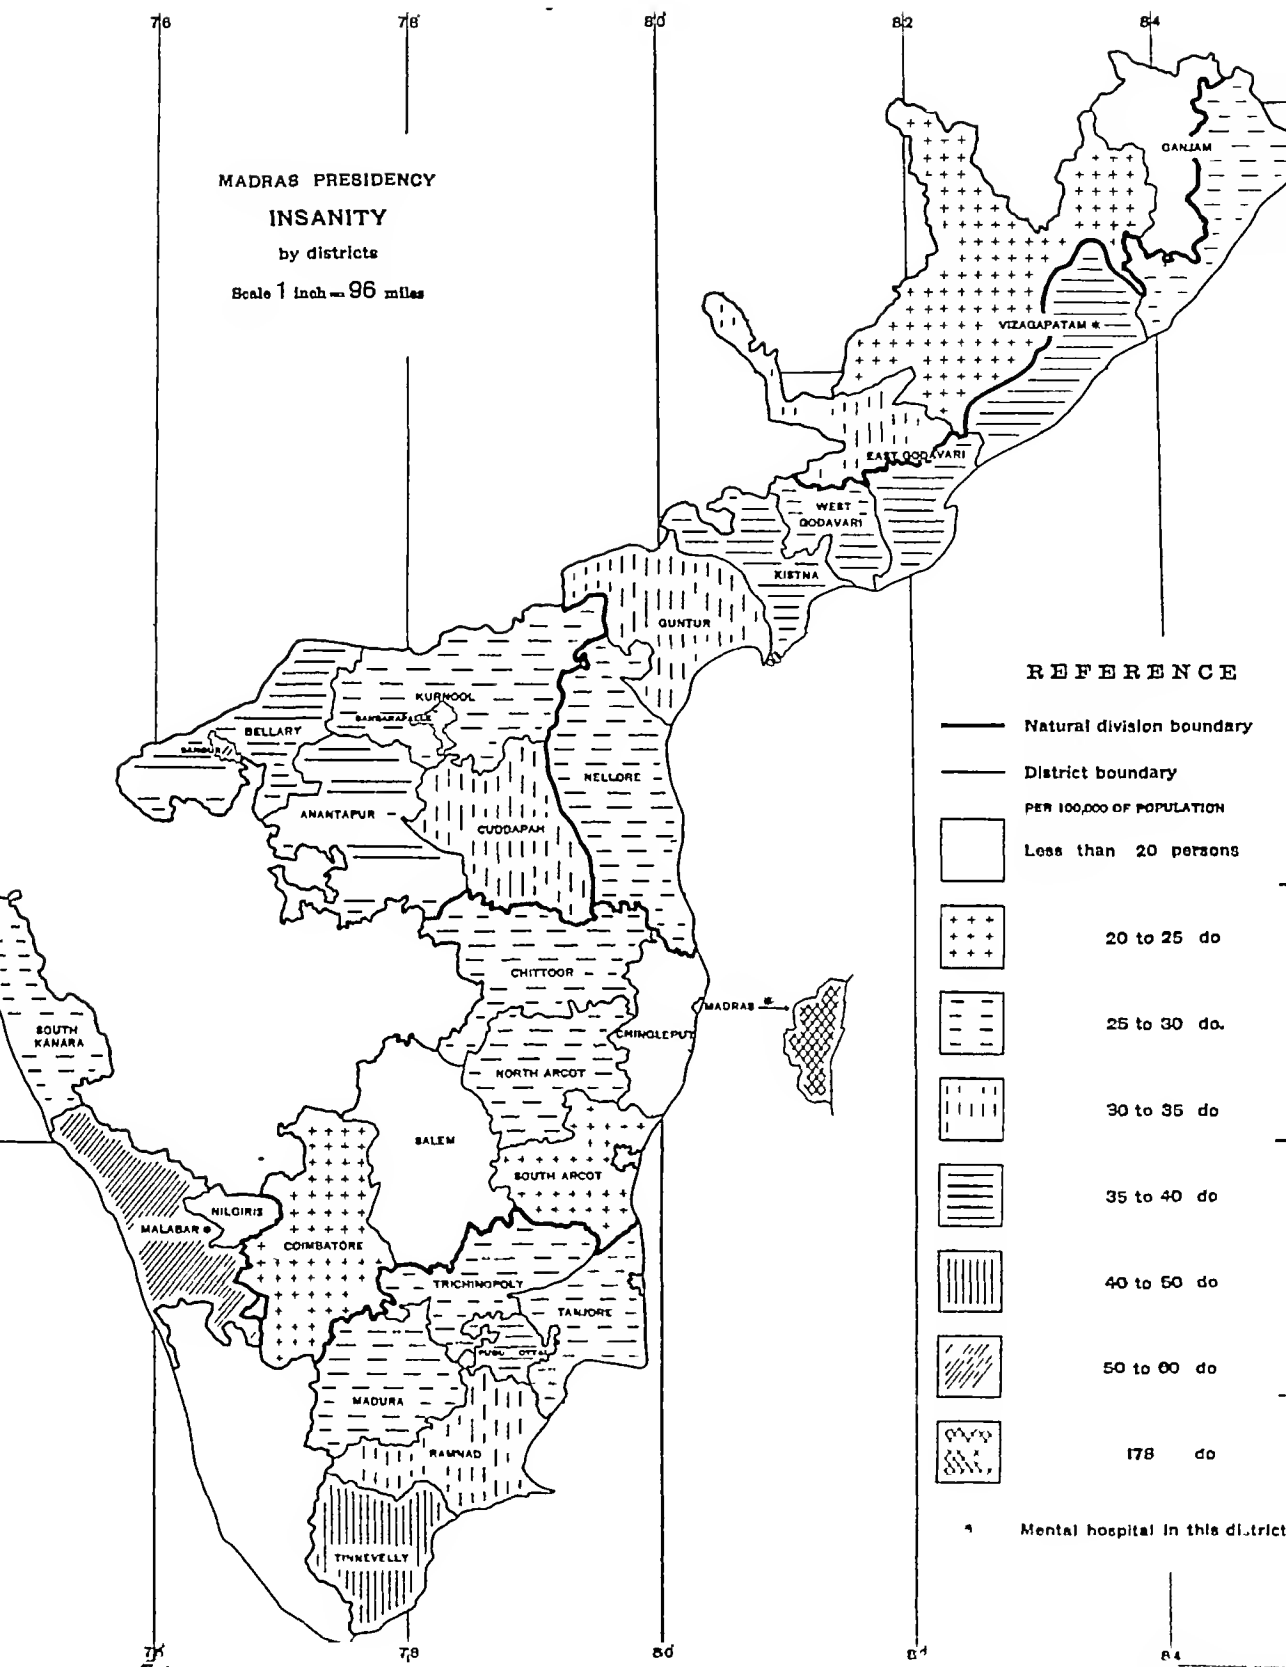 76 78 80 82 84
MADRAS PRESIDENCY
INSANITY
by districts
Scale 1 inch = 96 miles
GANJAM
VIZAGAPATAM *
EAST GODAVARI
WEST
GODAVARI
KISTNA
GUNTUR
KURNOOL
BELLARY
NELLORE
ANANTAPUR
CUDDAPAH
CHITTOOR
MADRAS *
CHINGLEPUT
SOUTH
KANARA
NORTH ARCOT
SALEM
SOUTH ARCOT
NILGIRIS
MALABAR *
COIMBATORE
TRICHINOPOLY
TANJORE
MADURA
RAMNAD
TINNEVELLY
REFERENCE
Natural division boundary
District boundary
PER 100,000 OF POPULATION
Less than 20 persons
20 to 25 do
25 to 30 do.
30 to 35 do
35 to 40 do
40 to 50 do
50 to 60 do
178 do
* Mental hospital in this district
78 80 84